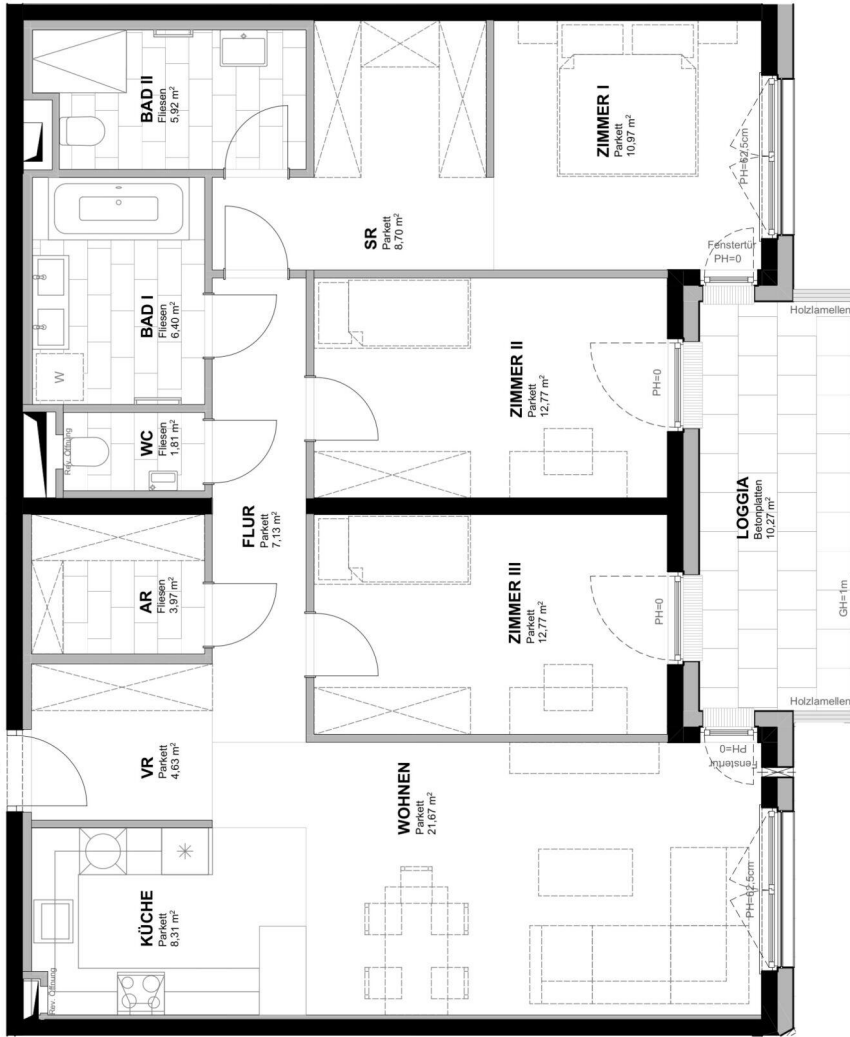 BAD II
Fliesen
5,92 m²
BAD I
Fliesen
6,40 m²
W
WC
Fliesen
1,81 m²
Rev. Öffnung
AR
Fliesen
3,97 m²
VR
Parkett
4,63 m²
KÜCHE
Parkett
8,31 m²
Rev. Öffnung
FLUR
Parkett
7,13 m²
SR
Parkett
8,70 m²
ZIMMER I
Parkett
10,97 m²
PH=62,5cm
Fenstertür
PH=0
ZIMMER II
Parkett
12,77 m²
PH=0
ZIMMER III
Parkett
12,77 m²
PH=0
WOHNEN
Parkett
21,67 m²
PH=62,5cm
Fenstertür
PH=0
LOGGIA
Betonplatten
10,27 m²
Holzlamellen
Holzlamellen
GH=1m